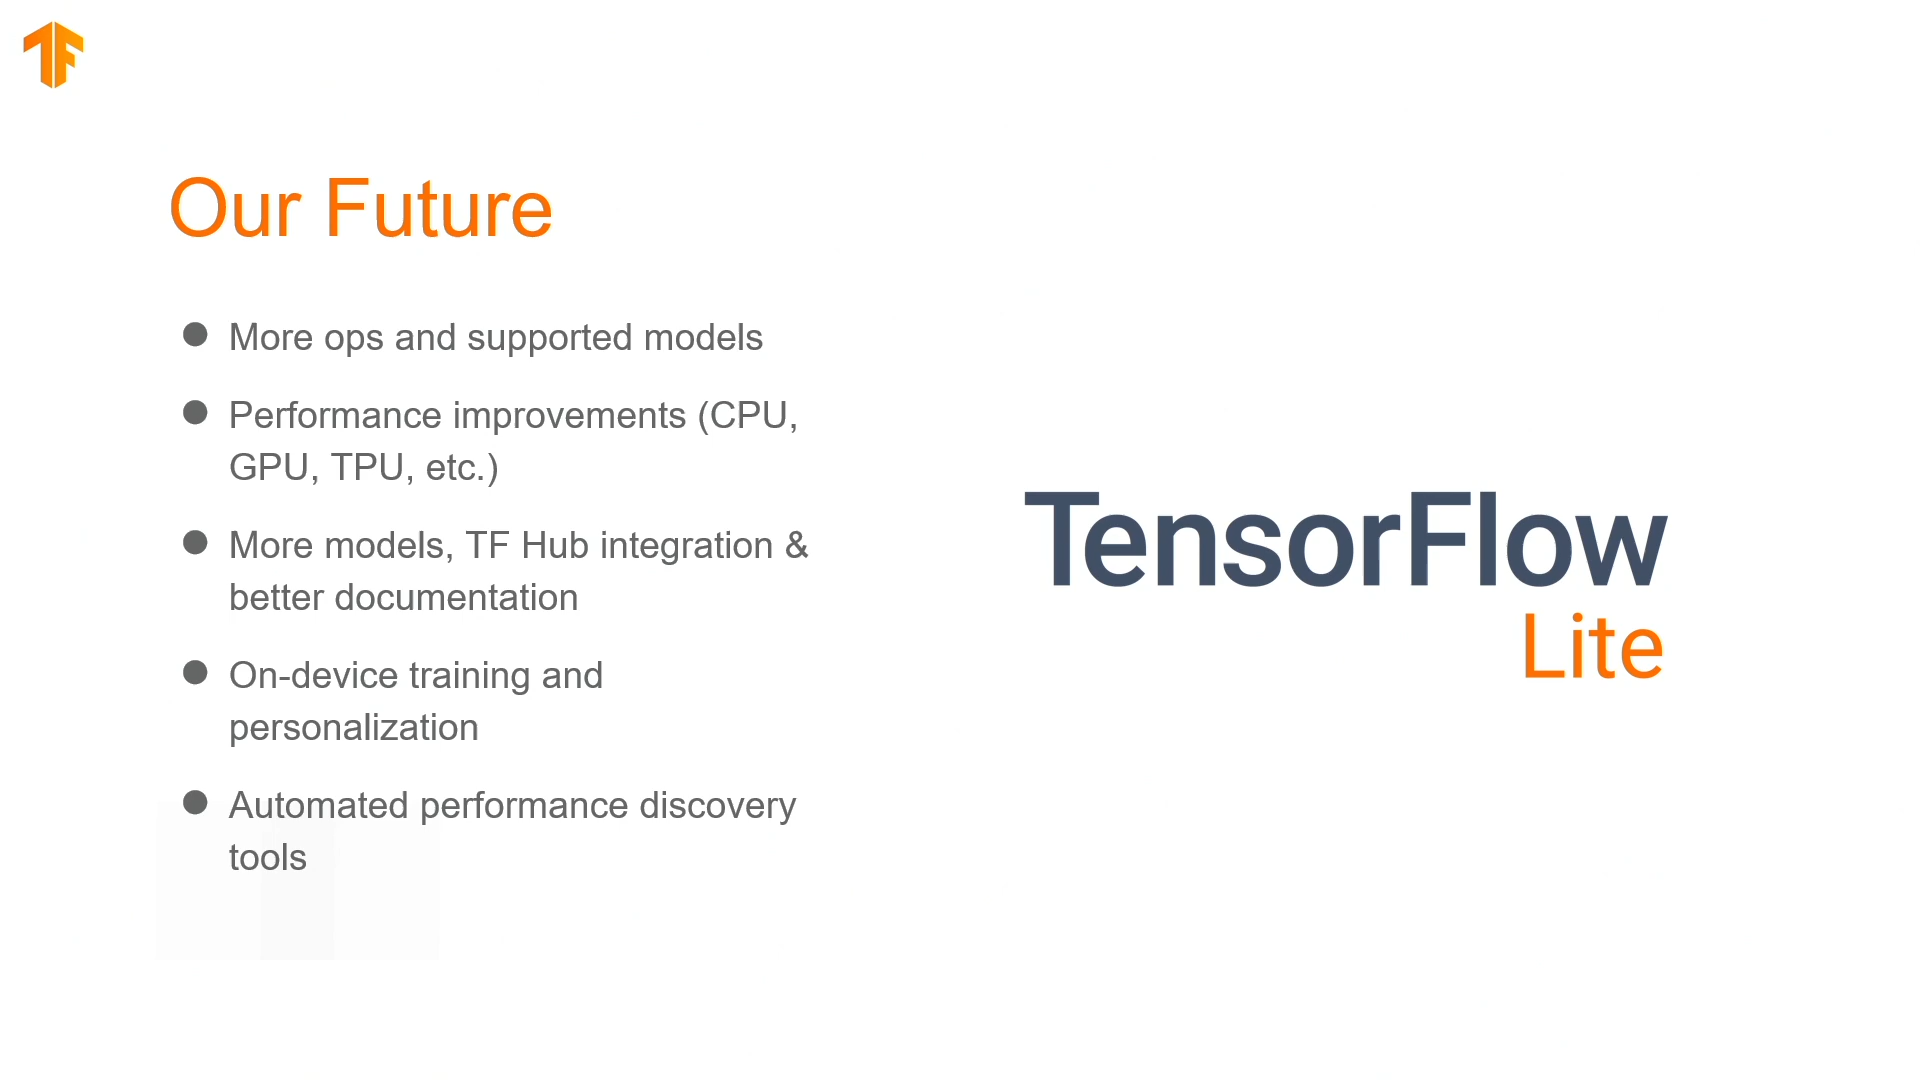 Our Future
● More ops and supported models
● Performance improvements (CPU,
GPU, TPU, etc.)
● More models, TF Hub integration &
better documentation
● On-device training and
personalization
● Automated performance discovery
tools
TensorFlow
Lite